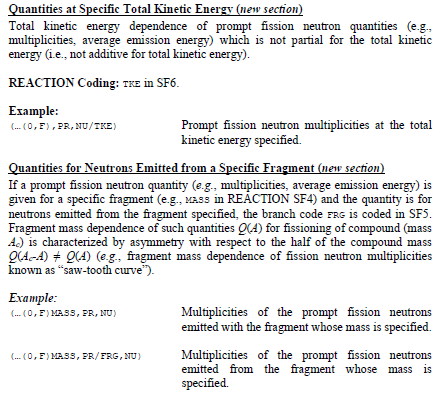 Quantities at Specific Total Kinetic Energy (new section)
Total kinetic energy dependence of prompt fission neutron quantities (e.g.,
multiplicities, average emission energy) which is not partial for the total kinetic
energy (i.e., not additive for total kinetic energy).
REACTION Coding: TKE in SF6.
Example:
(…(0,F),PR,NU/TKE) Prompt fission neutron multiplicities at the total
kinetic energy specified.
Quantities for Neutrons Emitted from a Specific Fragment (new section)
If a prompt fission neutron quantity (e.g., multiplicities, average emission energy) is
given for a specific fragment (e.g., MASS in REACTION SF4) and the quantity is for
neutrons emitted from the fragment specified, the branch code FRG is coded in SF5.
Fragment mass dependence of such quantities Q(A) for fissioning of compound (mass
Ac) is characterized by asymmetry with respect to the half of the compound mass
Q(Ac-A) ≠ Q(A) (e.g., fragment mass dependence of fission neutron multiplicities
known as “saw-tooth curve”).
Example:
(…(0,F)MASS,PR,NU) Multiplicities of the prompt fission neutrons
emitted with the fragment whose mass is specified.
(…(0,F)MASS,PR/FRG,NU) Multiplicities of the prompt fission neutrons
emitted from the fragment whose mass is
specified.